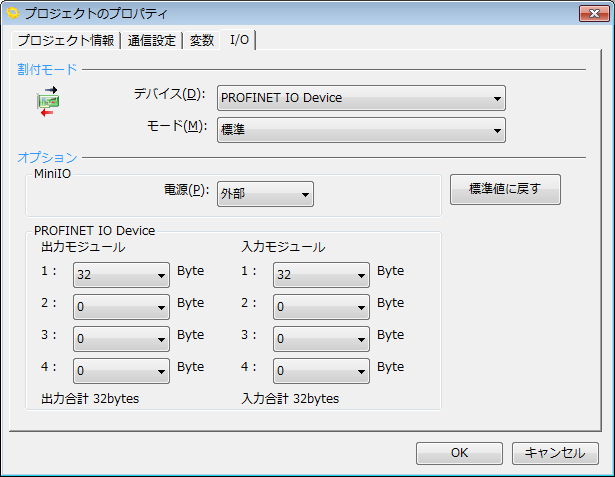 プロジェクトのプロパティ
プロジェクト情報 通信設定 変数 I/O
割付モード
デバイス(D): PROFINET IO Device
モード(M): 標準
オプション
MiniIO
電源(P): 外部 標準値に戻す
PROFINET IO Device
出力モジュール 入力モジュール
1 : 32 Byte 1 : 32 Byte
2 : 0 Byte 2 : 0 Byte
3 : 0 Byte 3 : 0 Byte
4 : 0 Byte 4 : 0 Byte
出力合計 32bytes 入力合計 32bytes
OK キャンセル